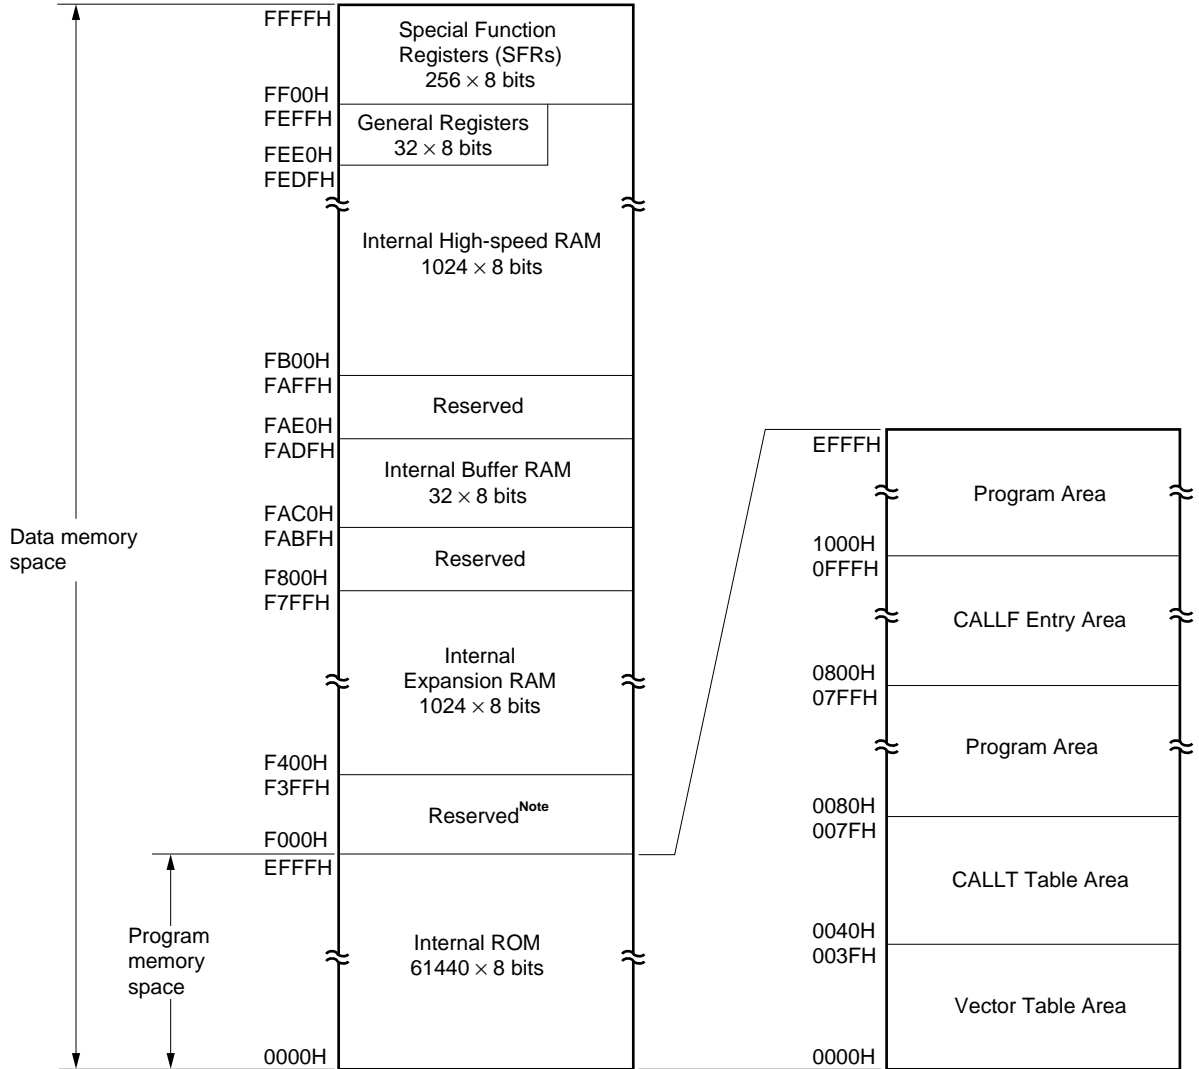 FFFFH
Special Function
Registers (SFRs)
256 × 8 bits
FF00H
FEFFH
General Registers
32 × 8 bits
FEE0H
FEDFH
Internal High-speed RAM
1024 × 8 bits
FB00H
FAFFH
Reserved
FAE0H
FADFH
Internal Buffer RAM
32 × 8 bits
FAC0H
FABFH
Reserved
F800H
F7FFH
Internal
Expansion RAM
1024 × 8 bits
F400H
F3FFH
Reserved Note
F000H
EFFFH
Internal ROM
61440 × 8 bits
0000H
Data memory
space
Program
memory
space
EFFFH
Program Area
1000H
0FFFH
CALLF Entry Area
0800H
07FFH
Program Area
0080H
007FH
CALLT Table Area
0040H
003FH
Vector Table Area
0000H